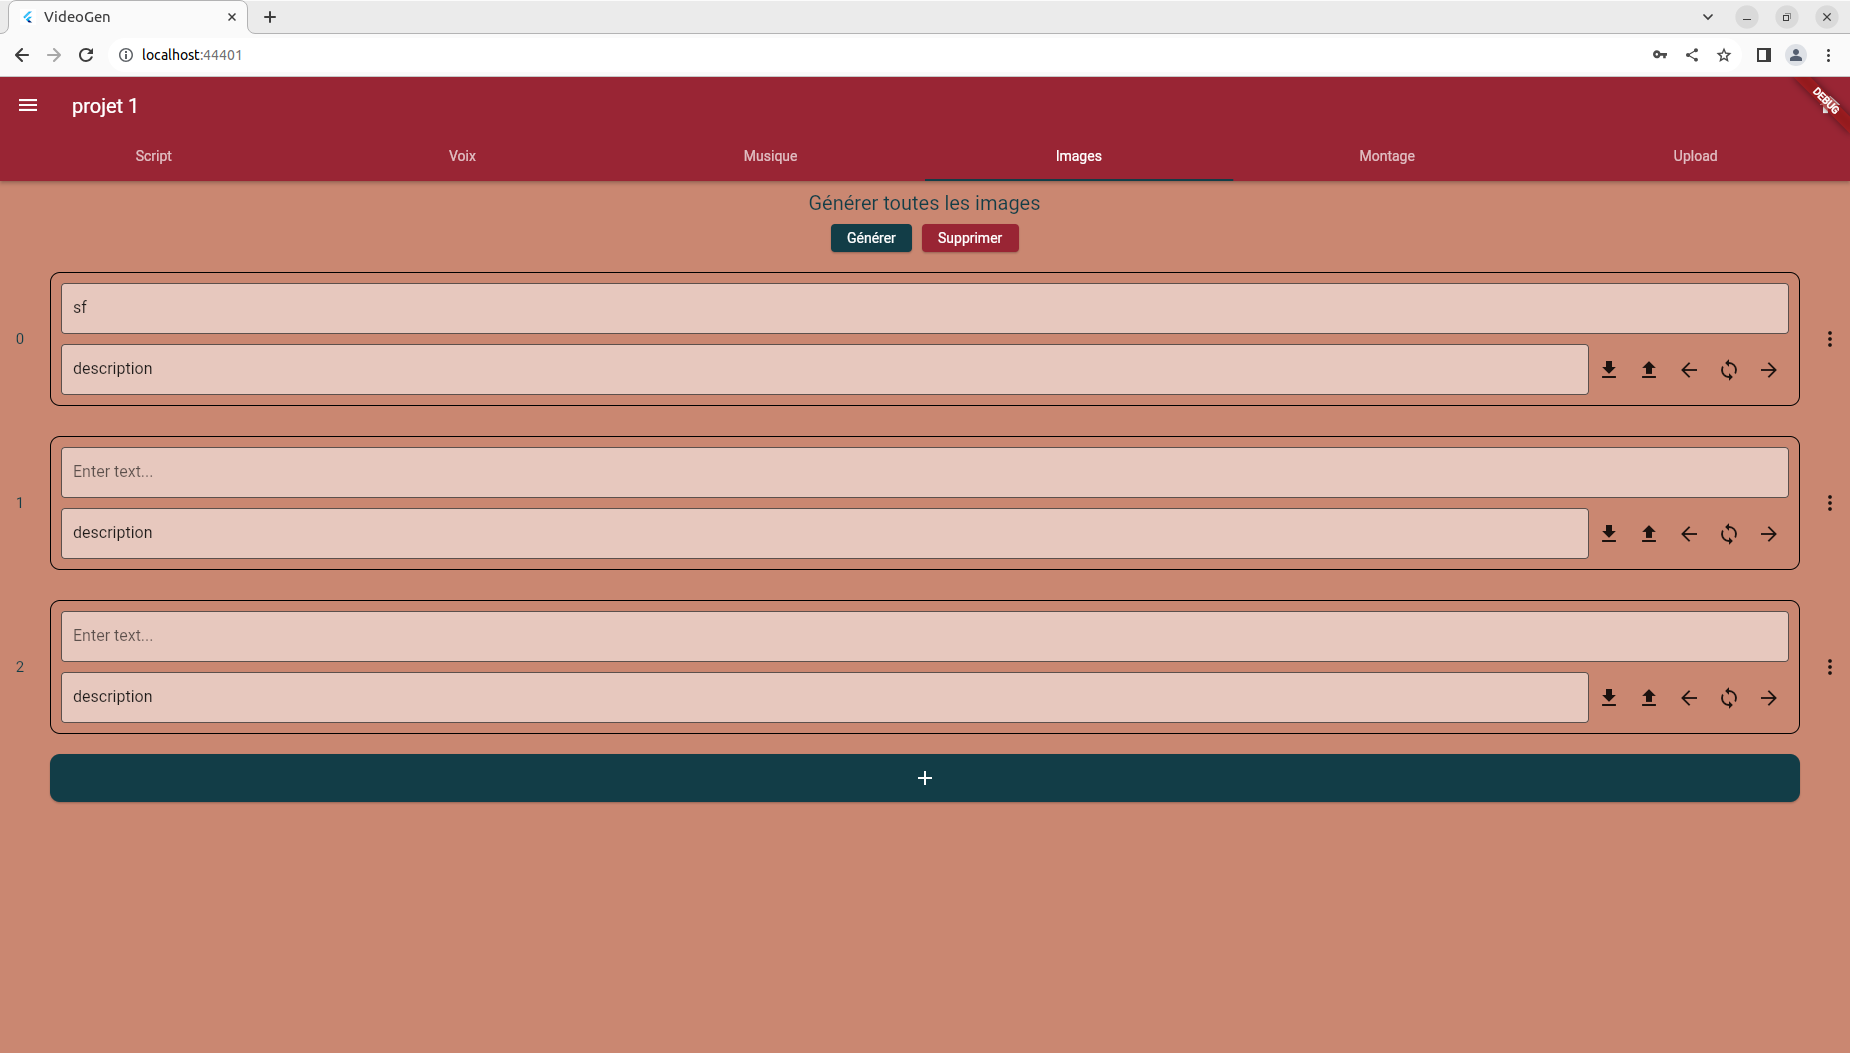 VideoGen
localhost:44401
projet 1
DEBUG
Script
Voix
Musique
Images
Montage
Upload
Générer toutes les images
Générer
Supprimer
sf
0
description
Enter text...
1
description
Enter text...
2
description